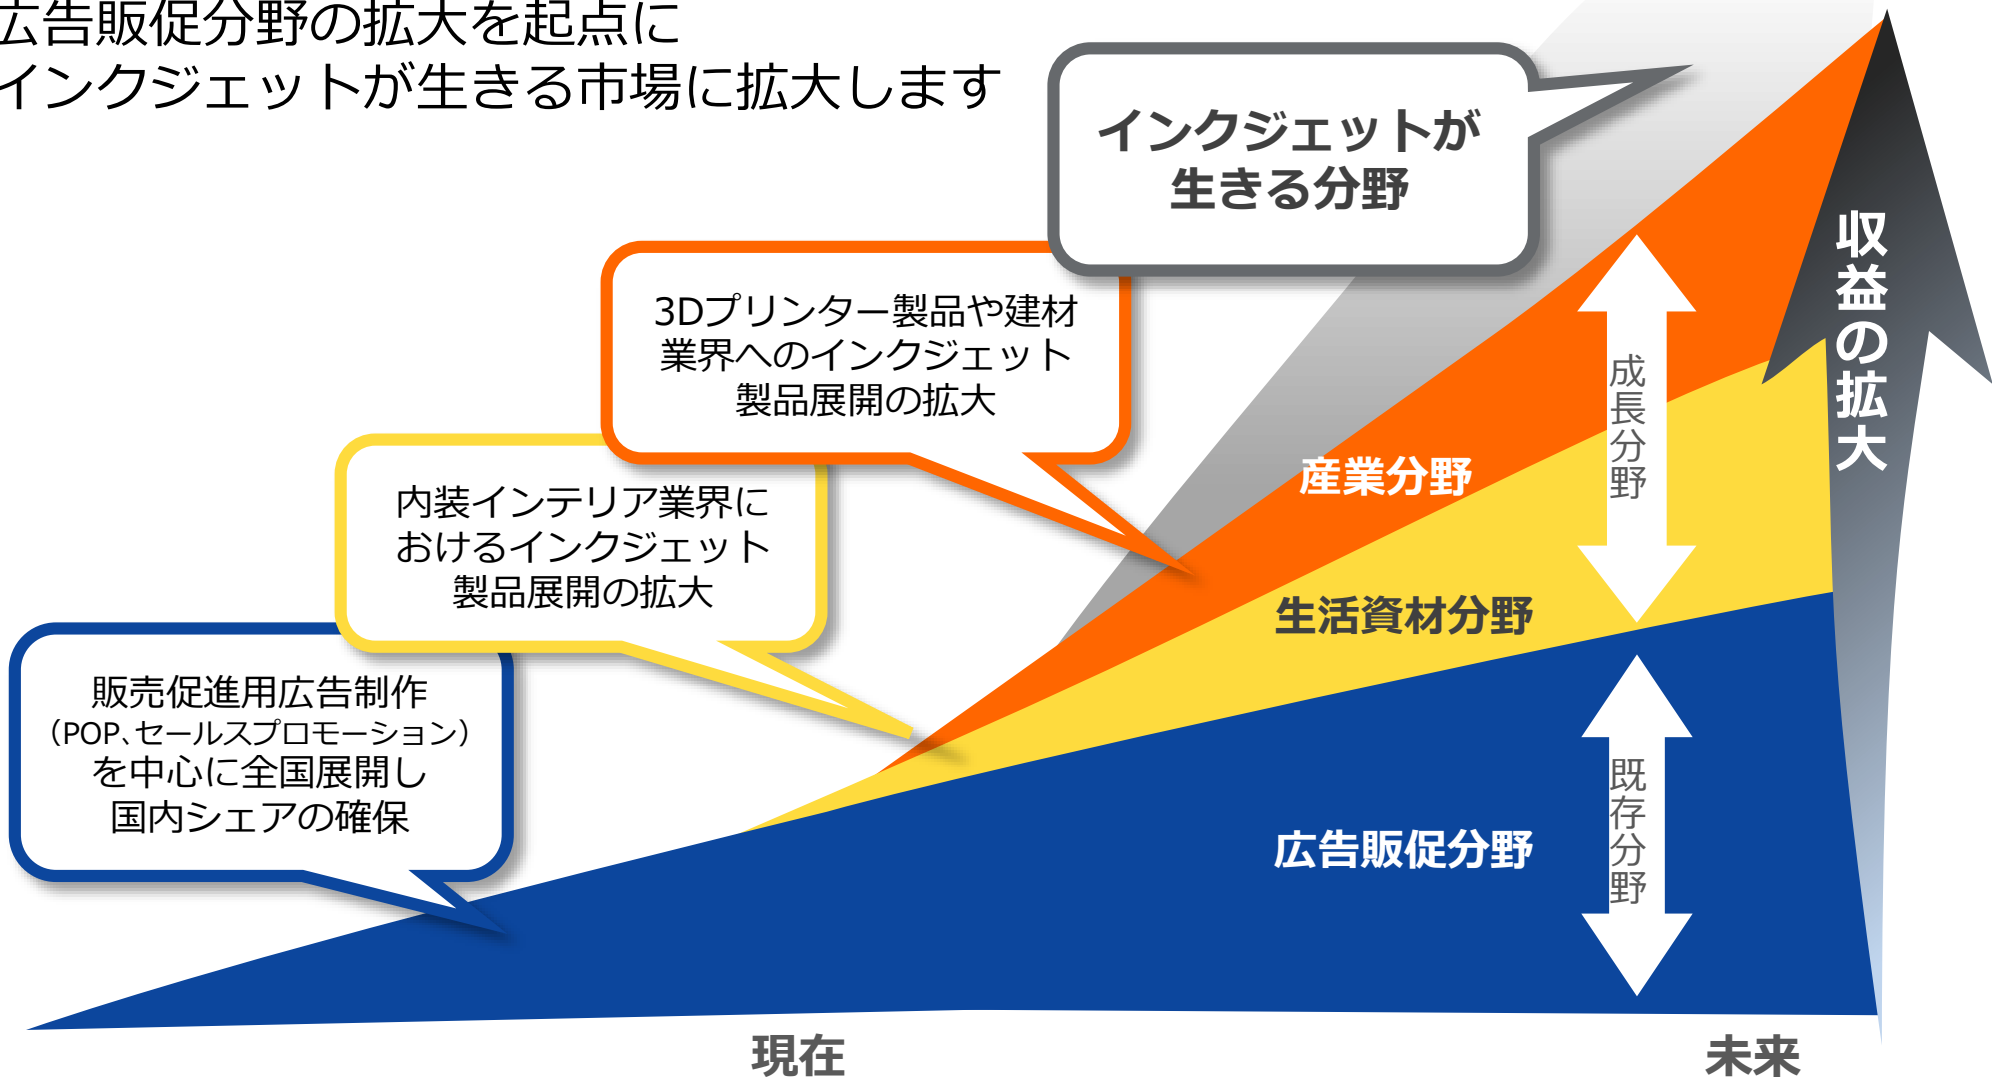 広告販促分野の拡大を起点に
インクジェットが生きる市場に拡大します
インクジェットが
生きる分野
3Dプリンター製品や建材
業界へのインクジェット
製品展開の拡大
内装インテリア業界に
おけるインクジェット
製品展開の拡大
販売促進用広告制作
（POP、セールスプロモーション）
を中心に全国展開し
国内シェアの確保
収益の拡大
成長分野
産業分野
生活資材分野
既存分野
広告販促分野
現在
未来